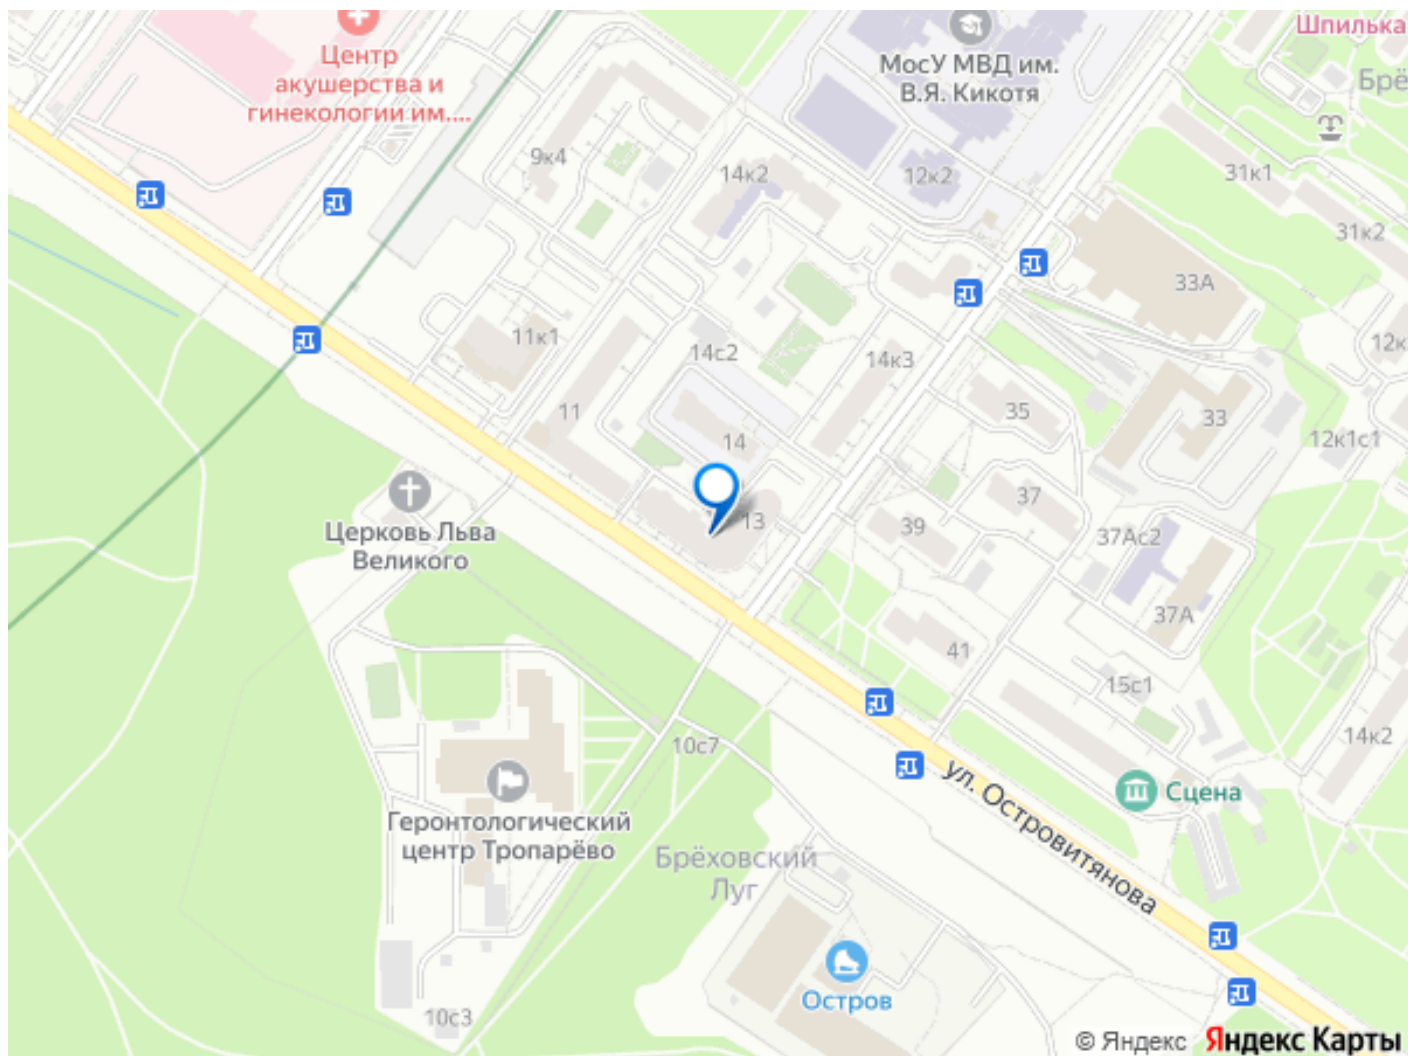 Шпилька
Центр
акушерства и
гинекологии им....
МосУ МВД им.
В.Я. Кикотя
Брё
9к4
14к2
12к2
31к1
31к2
33А
11к1
14с2
14к3
12к
11
14
35
33
12к1с1
37
13
39
37Ас2
Церковь Льва
Великого
37А
41
15с1
10с7
14к2
Сцена
ул. Островитянова
Геронтологический
центр Тропарёво
Брёховский
Луг
Остров
10с3
© Яндекс Яндекс Карты